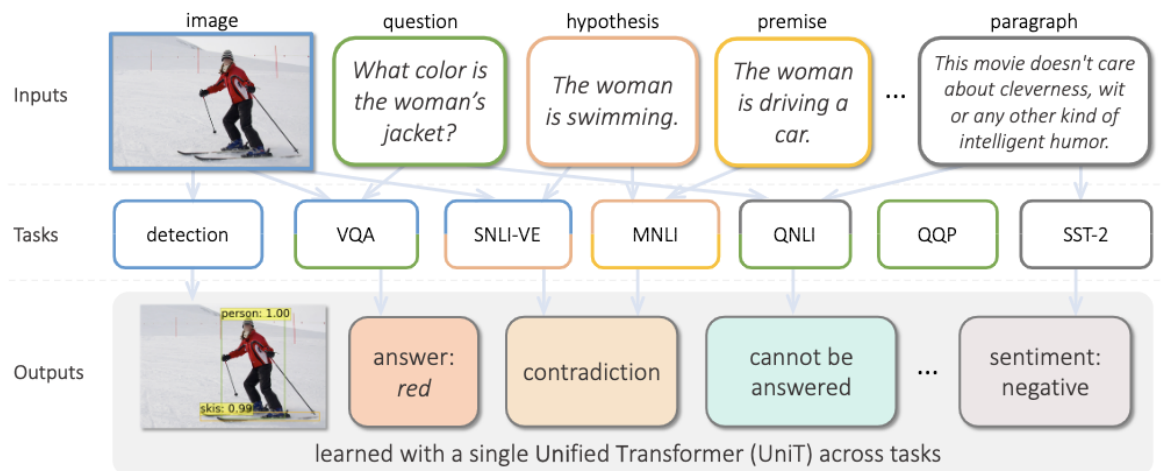 image
question
hypothesis
premise
paragraph
Inputs
What color is
the woman's
jacket?
The woman
is swimming.
The woman
is driving a
car.
...
This movie doesn't care
about cleverness, wit
or any other kind of
intelligent humor.
Tasks
detection
VQA
SNLI-VE
MNLI
QNLI
QQP
SST-2
Outputs
person: 1.00
skis: 0.99
answer:
red
contradiction
cannot be
answered
...
sentiment:
negative
learned with a single Unified Transformer (UniT) across tasks